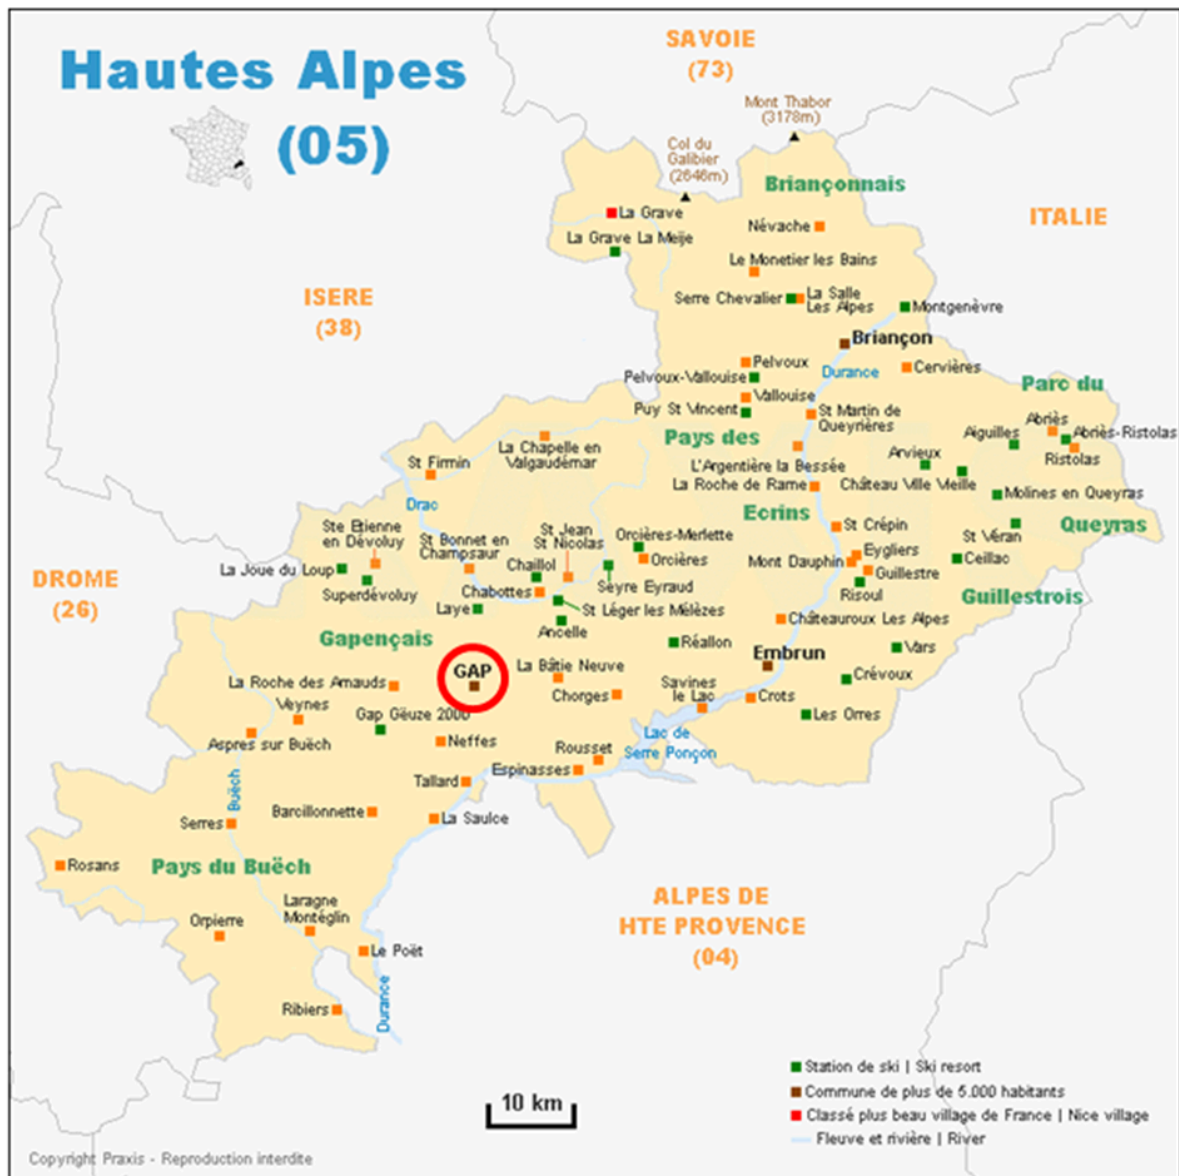 SAVOIE
(73)
Hautes Alpes
(05)
Mont Thabor
(3178m)
Col du
Galibier
(2646m)
Briançonnais
ITALIE
La Grave
Névache
La Grave La Meije
Le Monetier les Bains
ISERE
(38)
Serre Chevalier
La Salle
Les Alpes
Montgenèvre
Briançon
Pelvoux
Durance
Cervières
Pelvoux-Vallouise
Parc du
Vallouise
Puy St Vincent
St Martin de
Queyrières
Abriès
Aiguilles
Abriès-Ristolas
Pays des
La Chapelle en
Valgaudémar
Arvieux
Ristolas
St Firmin
L'Argentière la Bessée
La Roche de Rame
Château Ville Vieille
Molines en Queyras
Drac
Ecrins
Ste Etienne
en Dévoluy
St Bonnet en
Champsaur
St Jean
St Nicolas
Orcières-Merlette
St Crépin
Queyras
St Véran
Eygliers
Orcières
Mont Dauphin
Ceillac
La Joue du Loup
Chaillol
Guillestre
DROME
(26)
Superdévoluy
Chabottes
Seyre Eyraud
Risoul
Guillestrois
Laye
St Léger les Mélèzes
Châteauroux Les Alpes
Ancelle
Gapençais
Réallon
Vars
Embrun
GAP
La Bâtie Neuve
Crévoux
La Roche des Arnauds
Chorges
Savines
le Lac
Crots
Veynes
Gap Céuze 2000
Les Orres
Aspres sur Buëch
Neffes
Lac de
Serre Ponçon
Rousset
Espinasses
Tallard
Buëch
Barcillonnette
La Saulce
Serres
Rosans
Pays du Buëch
ALPES DE
HTE PROVENCE
(04)
Laragne
Montéglin
Orpierre
Le Poët
Durance
Ribiers
Station de ski | Ski resort
Commune de plus de 5.000 habitants
Classé plus beau village de France | Nice village
Fleuve et rivière | River
10 km
Copyright Praxis - Reproduction interdite